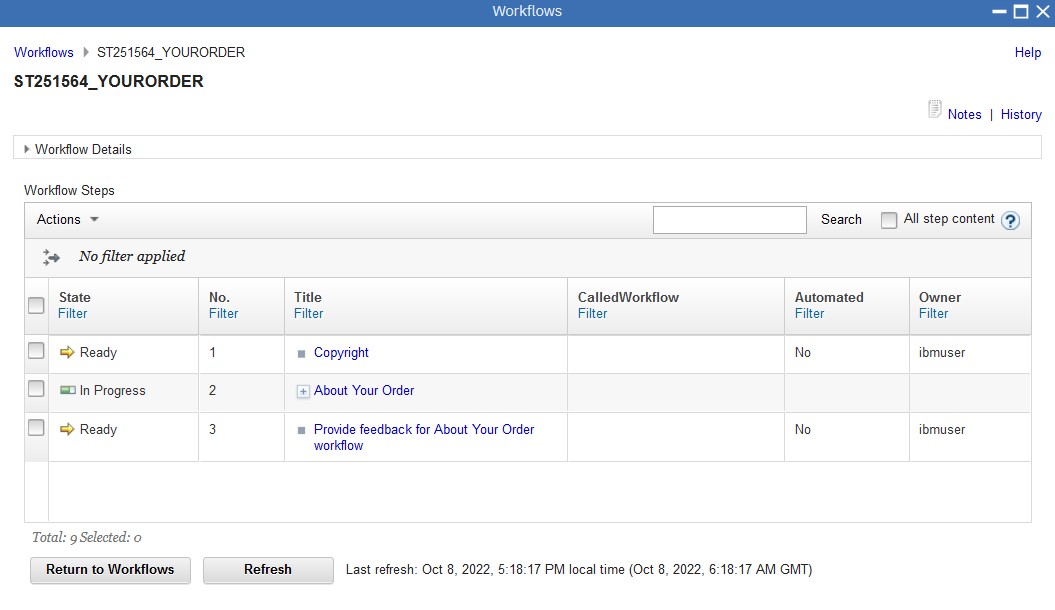 Workflows
Workflows ST251564_YOURORDER
Help
ST251564_YOURORDER
Notes | History
Workflow Details
Workflow Steps
Actions
Search
All step content
?
No filter applied
State No. Title CalledWorkflow Automated Owner
Filter Filter Filter Filter Filter Filter
Ready 1 Copyright No ibmuser
In Progress 2 + About Your Order
Ready 3 Provide feedback for About Your Order No ibmuser
workflow
Total: 9 Selected: 0
Return to Workflows Refresh Last refresh: Oct 8, 2022, 5:18:17 PM local time (Oct 8, 2022, 6:18:17 AM GMT)